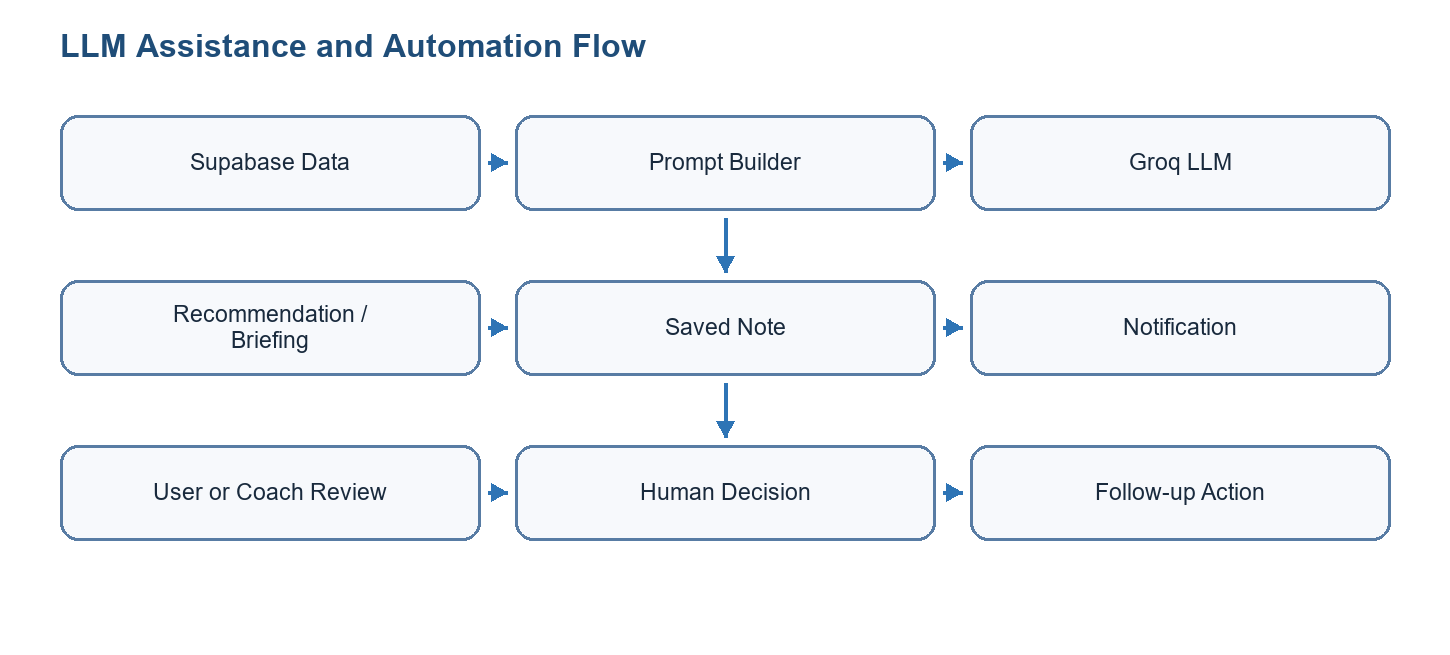 LLM Assistance and Automation Flow
Supabase Data
Prompt Builder
Groq LLM
Recommendation /
Briefing
Saved Note
Notification
User or Coach Review
Human Decision
Follow-up Action